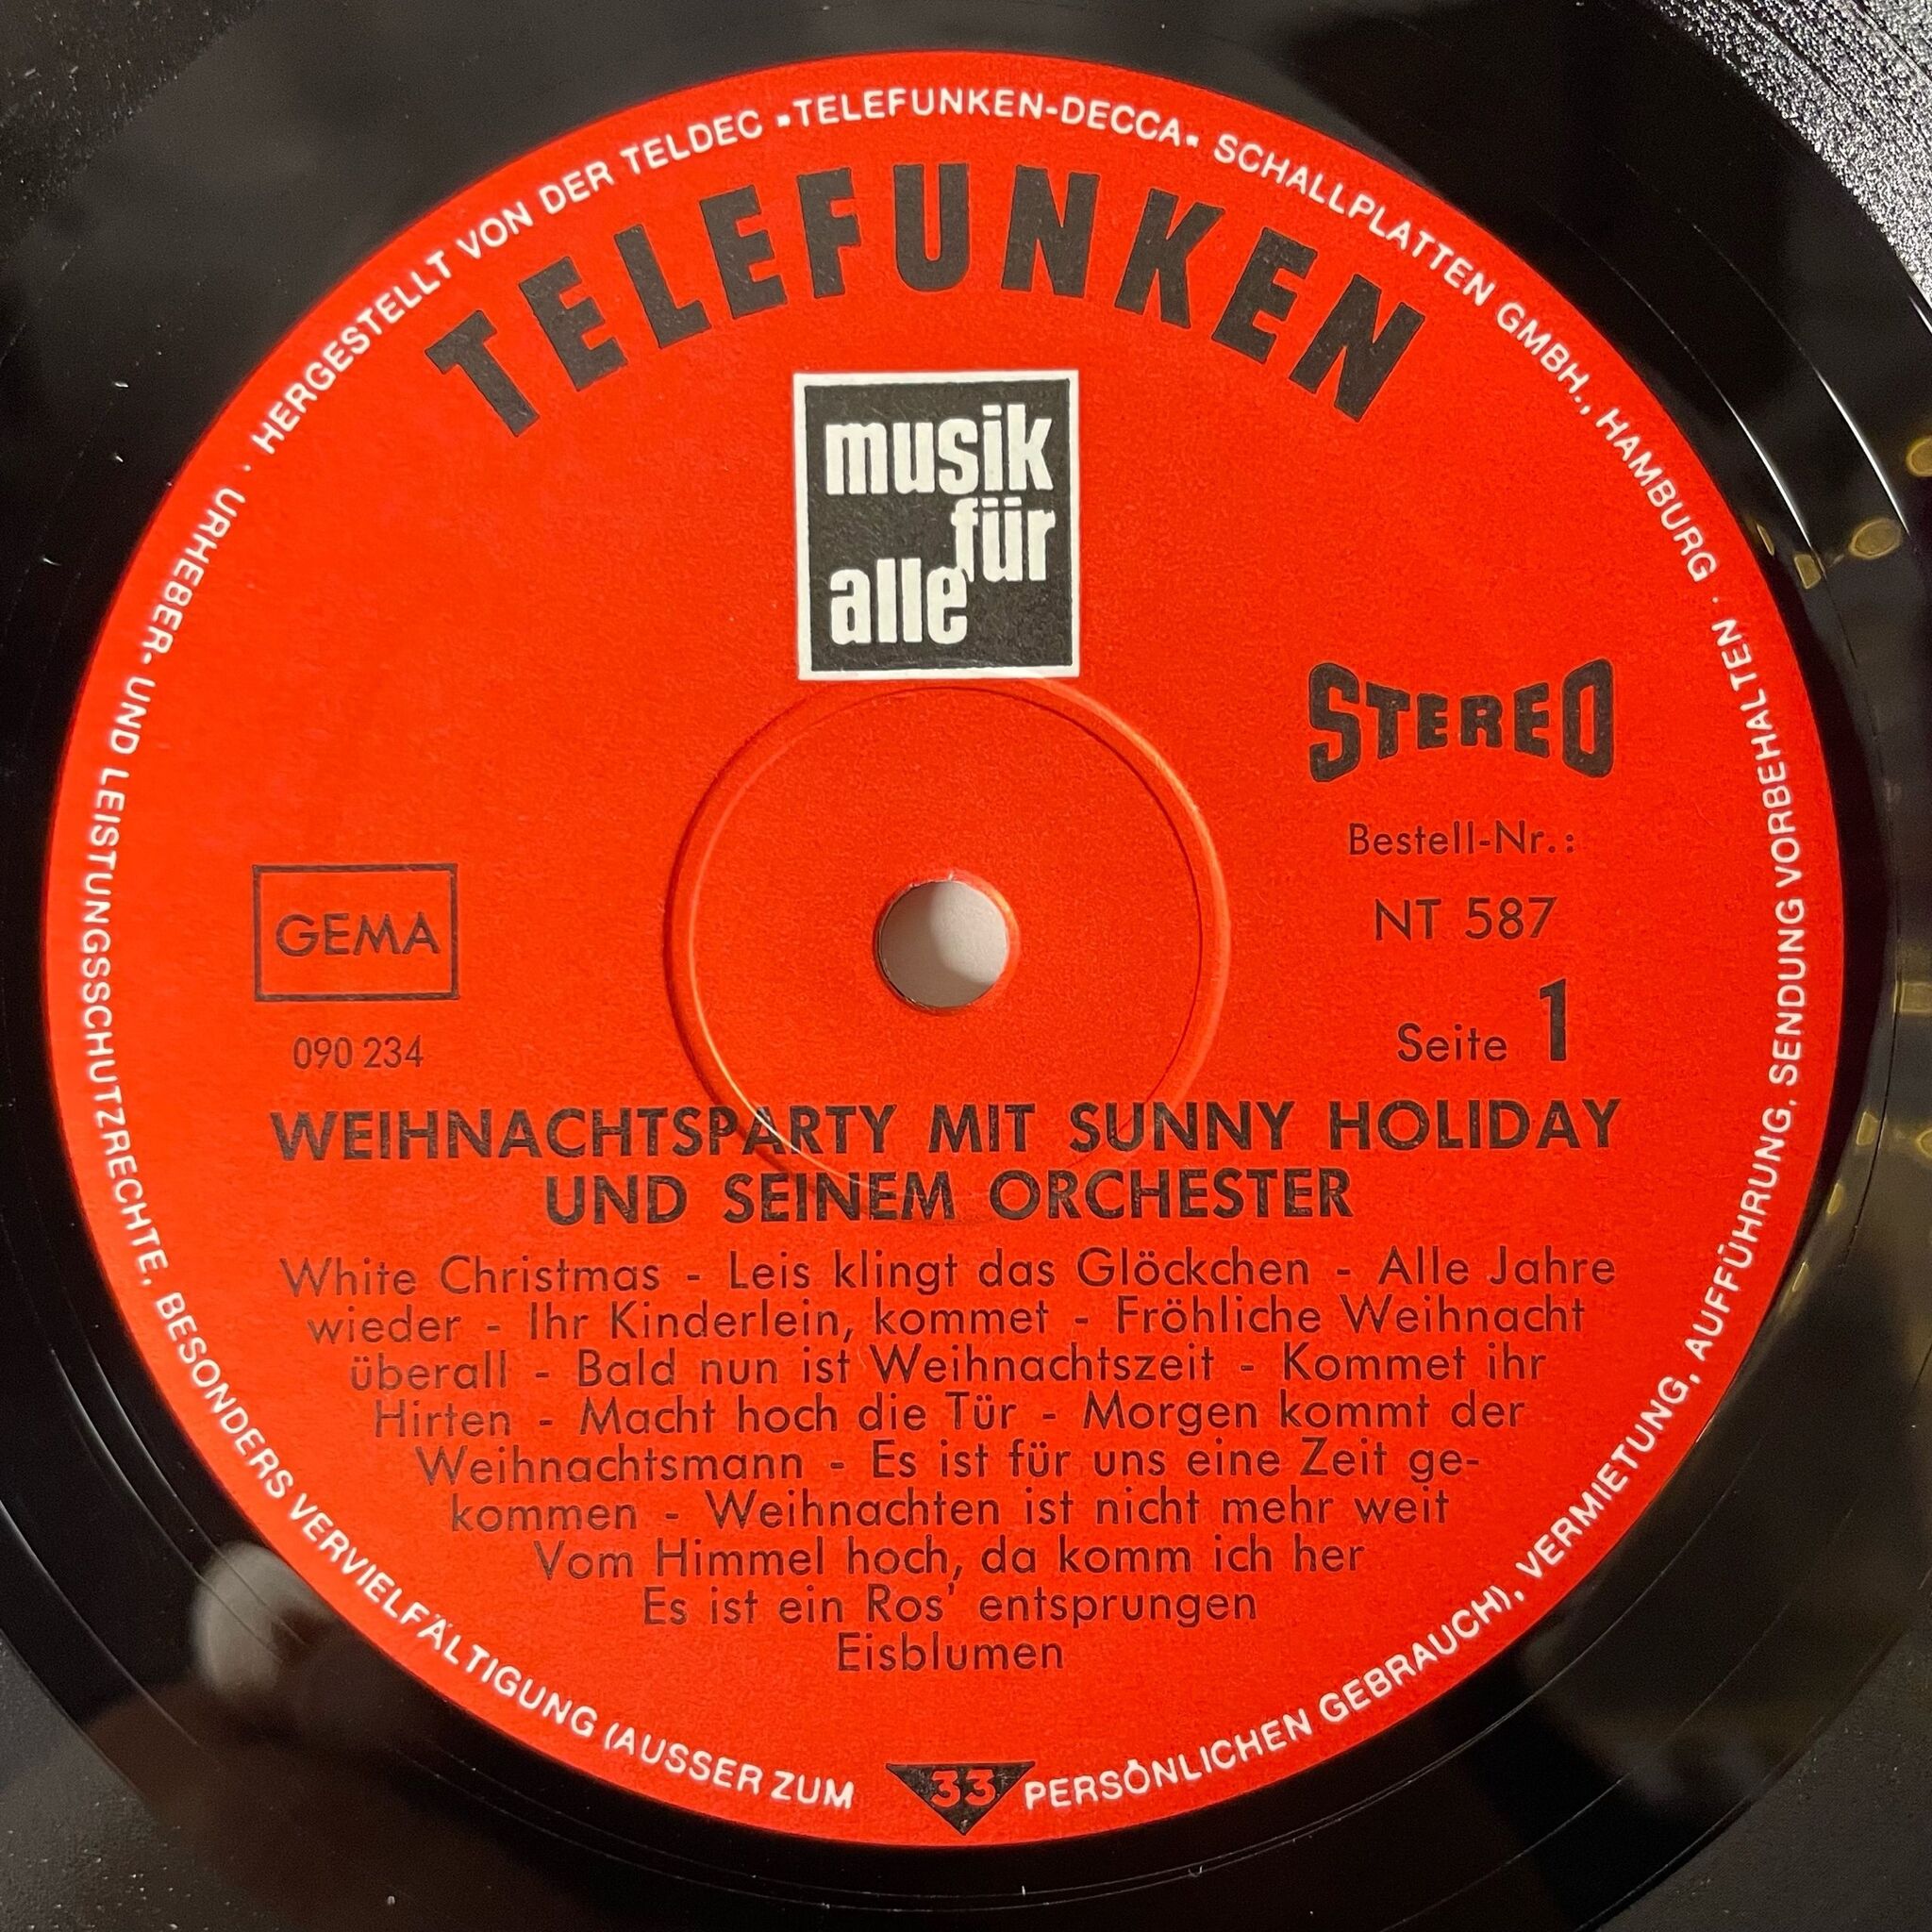 HERGESTELLT VON DER TELDEC ▪TELEFUNKEN-DECCA▪ SCHALLPLATTEN GMBH., HAMBURG ·
TELEFUNKEN
musik
für
alle
STEREO
Bestell-Nr.:
NT 587
Seite 1
GEMA
090 234
WEIHNACHTSPARTY MIT SUNNY HOLIDAY
UND SEINEM ORCHESTER
White Christmas - Leis klingt das Glöckchen - Alle Jahre
wieder - Ihr Kinderlein, kommet - Fröhliche Weihnacht
überall - Bald nun ist Weihnachtszeit - Kommet ihr
Hirten - Macht hoch die Tür - Morgen kommt der
Weihnachtsmann - Es ist für uns eine Zeit ge-
kommen - Weihnachten ist nicht mehr weit
Vom Himmel hoch, da komm ich her
Es ist ein Ros' entsprungen
Eisblumen
URHEBER- UND LEISTUNGSSCHUTZRECHTE, BESONDERS VERVIELFÄLTIGUNG (AUSSER ZUM PERSÖNLICHEN GEBRAUCH), VERMIETUNG, AUFFÜHRUNG, SENDUNG VORBEHALTEN
33